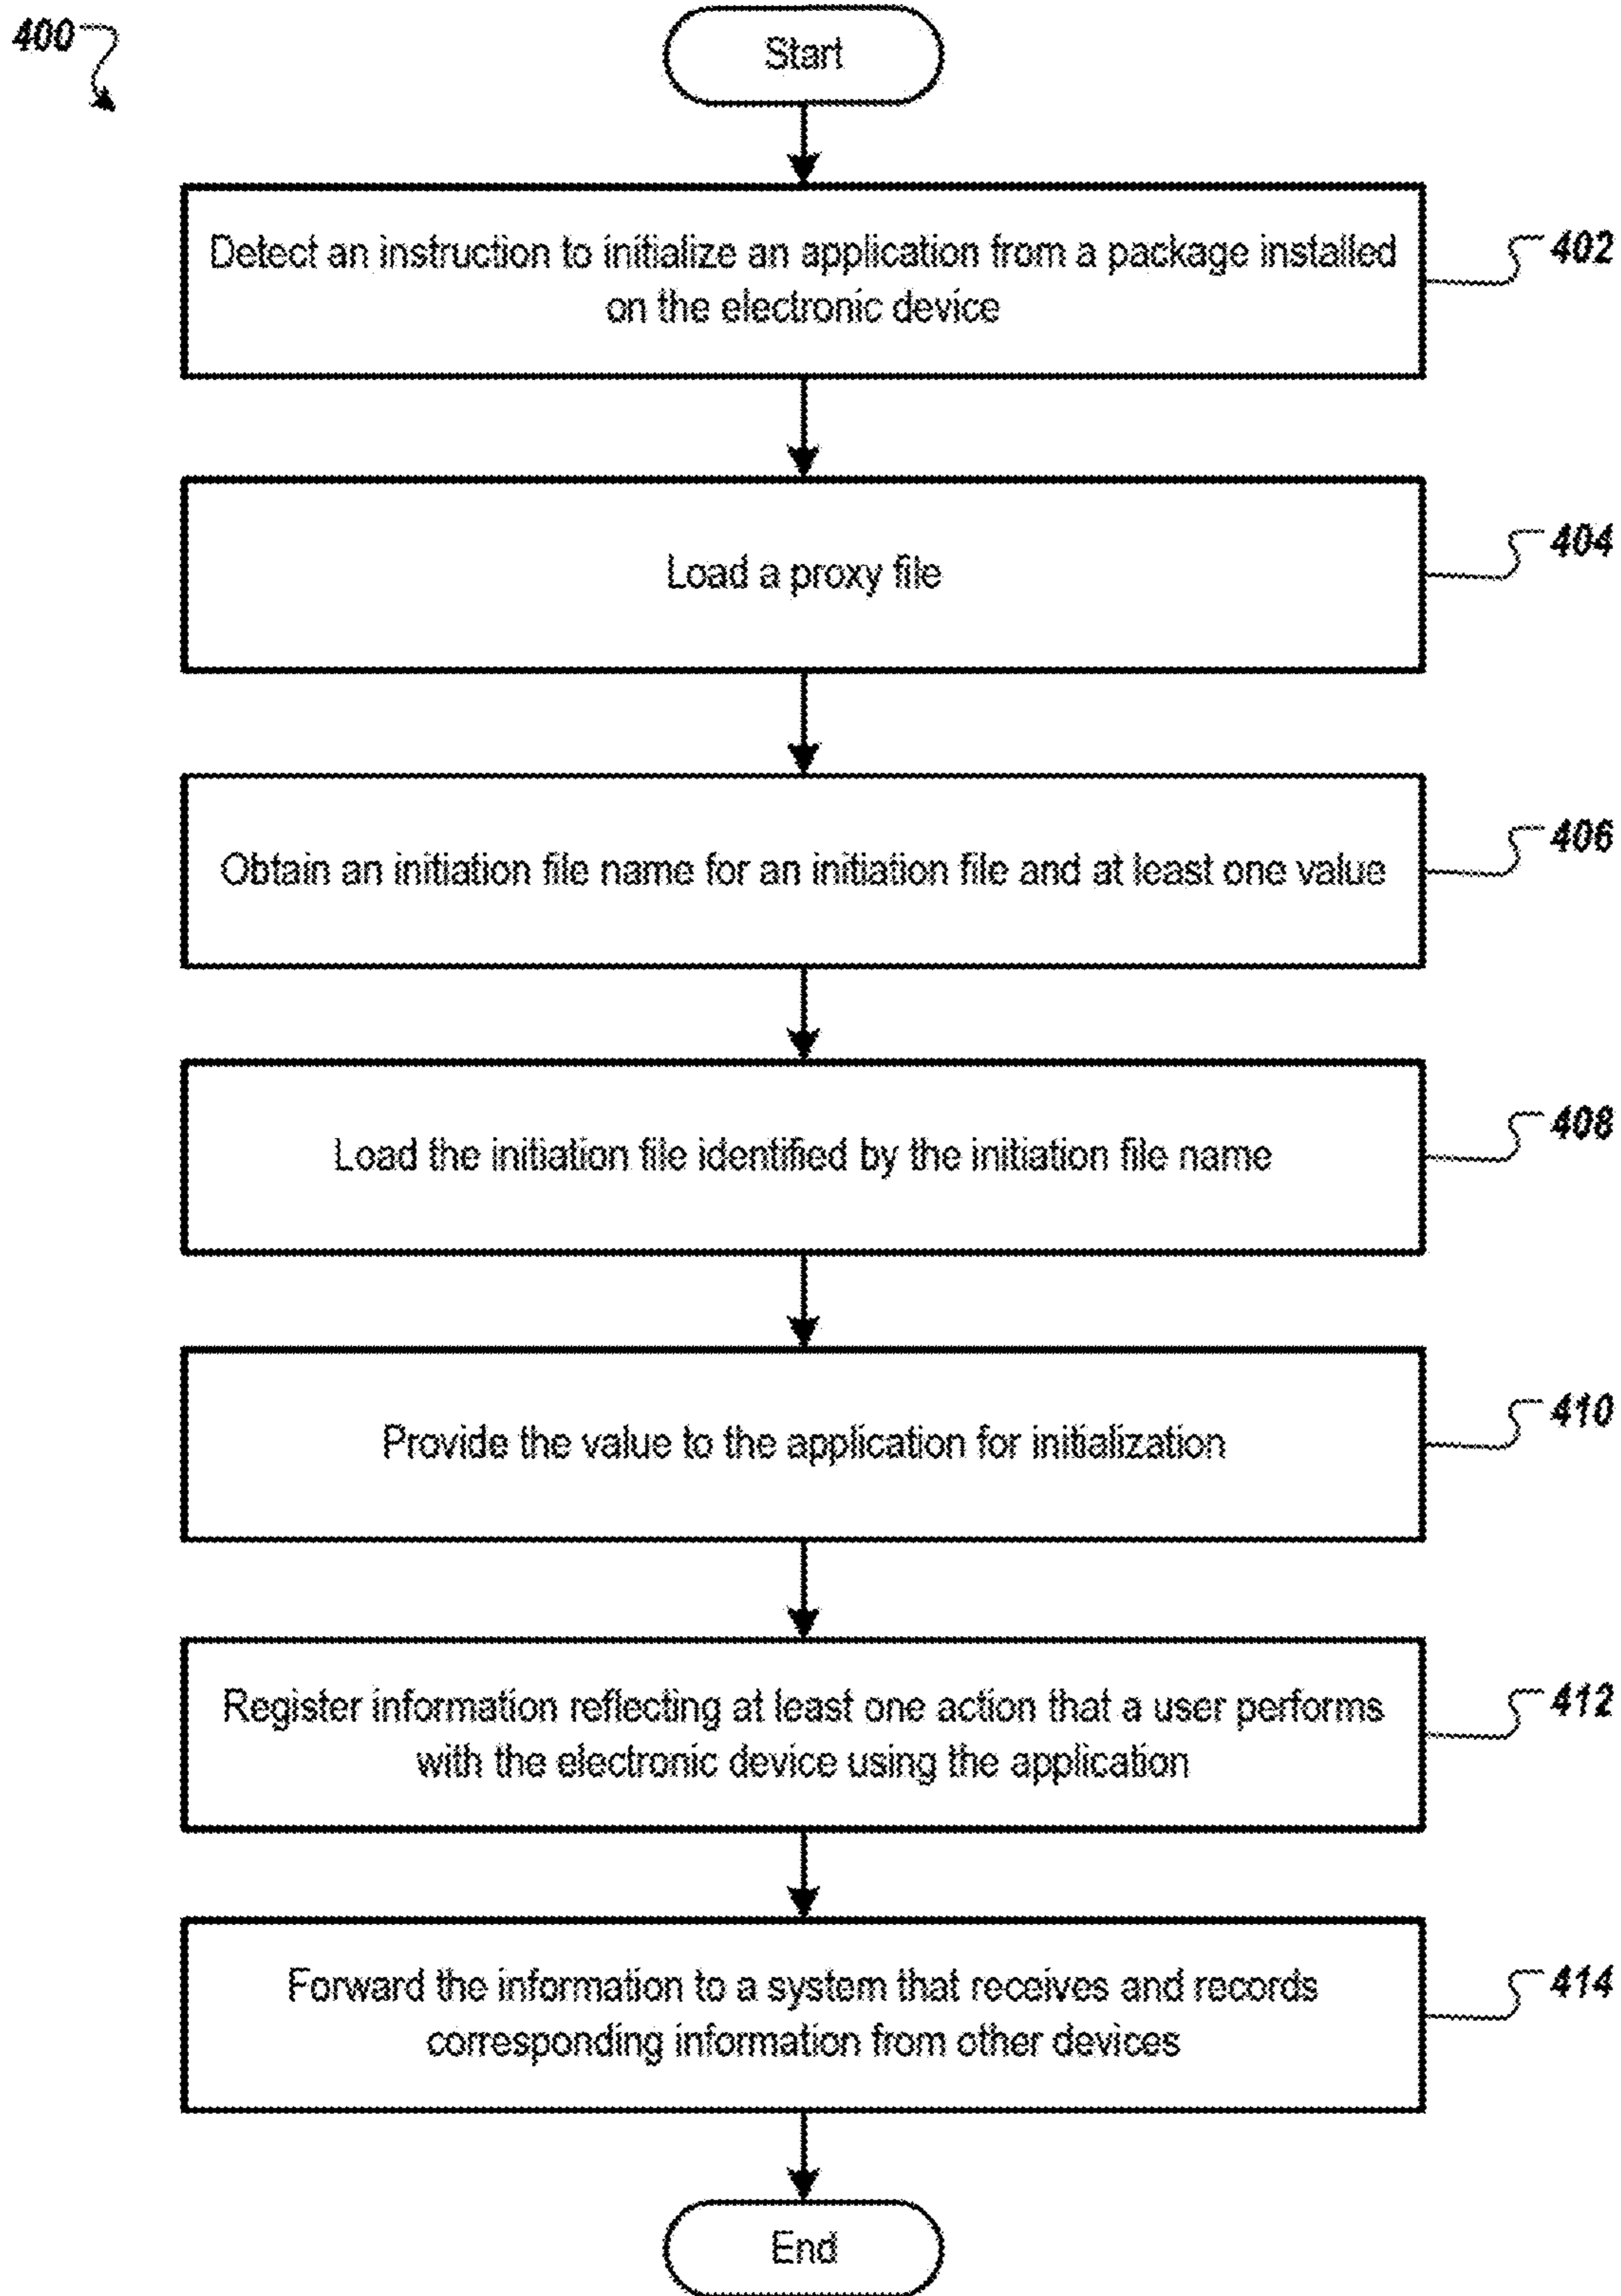 400
Start
Detect an instruction to initialize an application from a package installed
on the electronic device
402
Load a proxy file
404
Obtain an initiation file name for an initiation file and at least one value
406
Load the initiation file identified by the initiation file name
408
Provide the value to the application for initialization
410
Register information reflecting at least one action that a user performs
with the electronic device using the application
412
Forward the information to a system that receives and records
corresponding information from other devices
414
End